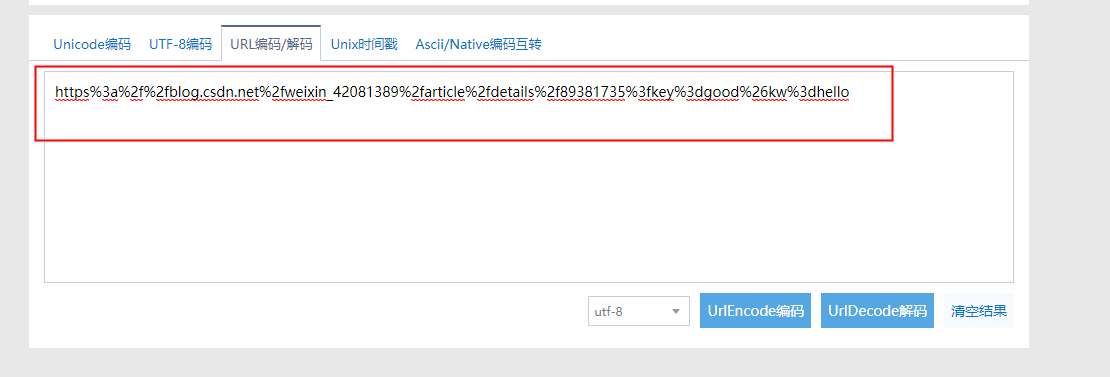 Unicode编码 UTF-8编码 URL编码/解码 Unix时间戳 Ascii/Native编码互转
https%3a%2f%2fblog.csdn.net%2fweixin_42081389%2farticle%2fdetails%2f89381735%3fkey%3dgood%26kw%3dhello
utf-8 UrlEncode编码 UrlDecode解码 清空结果